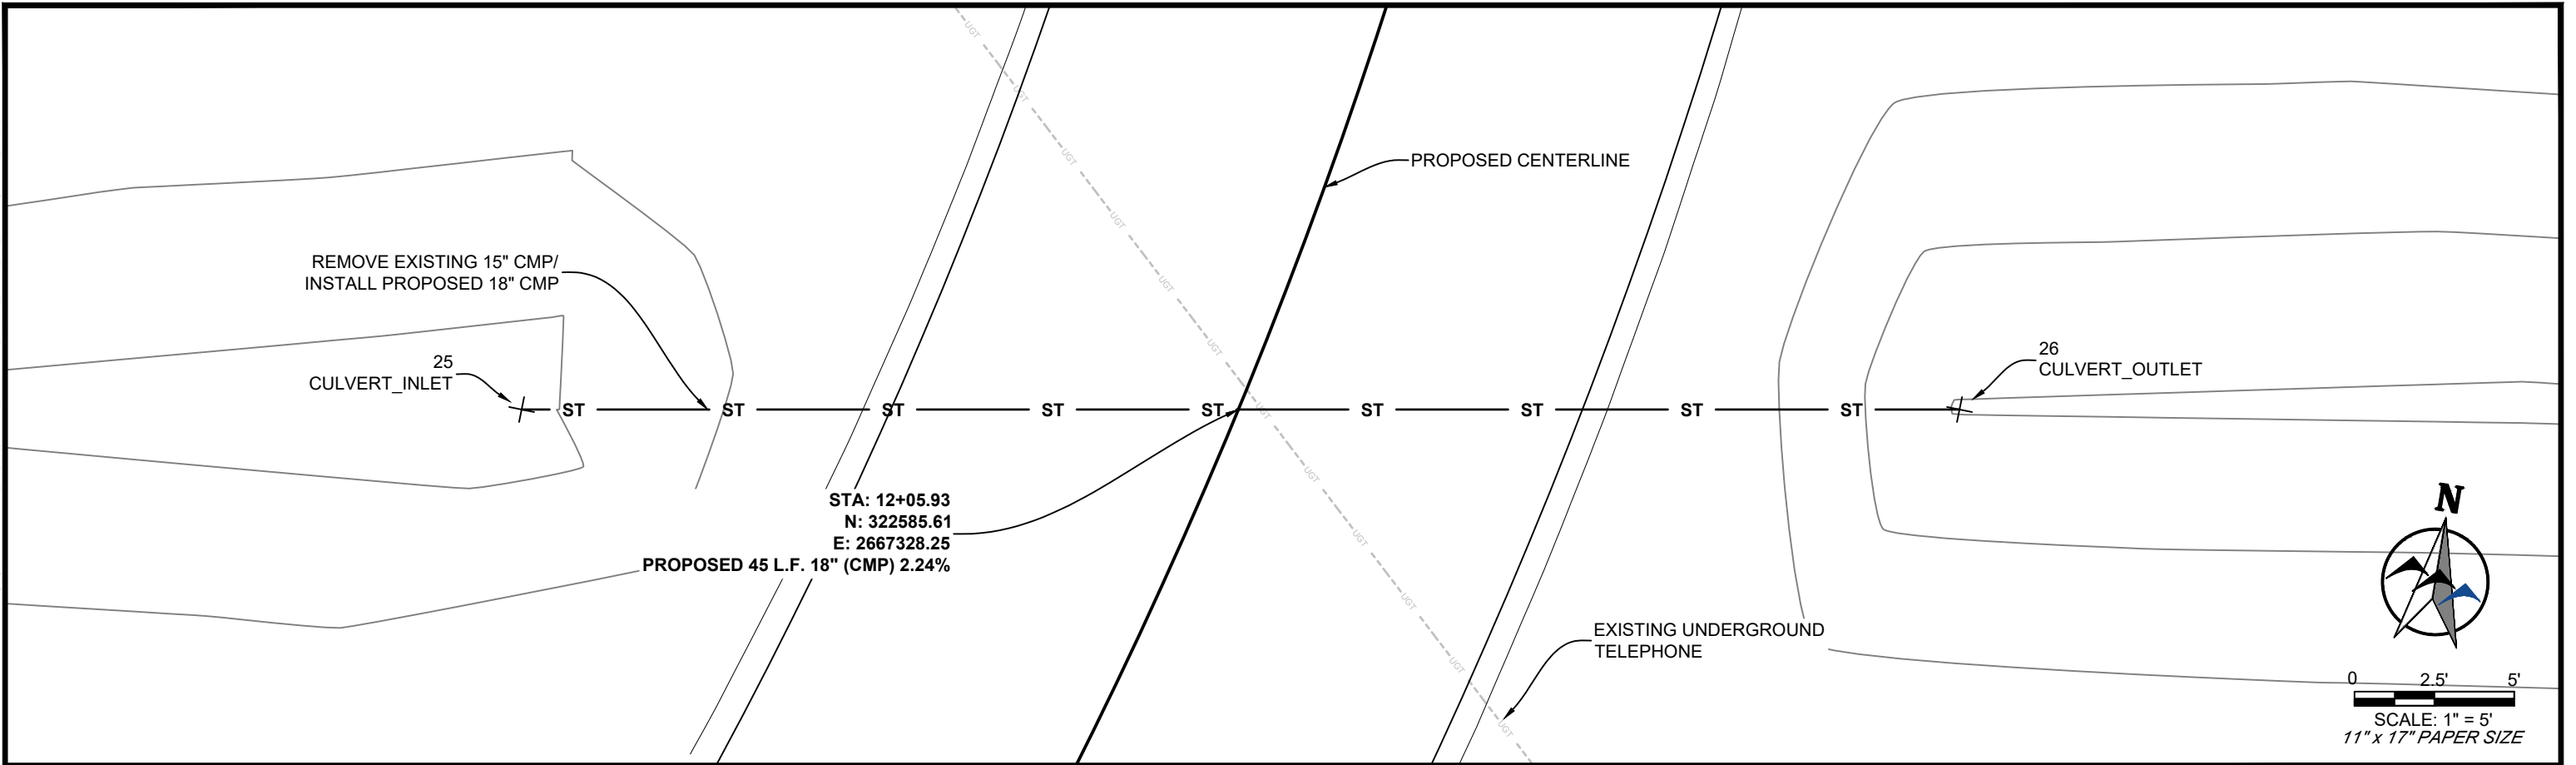 UGT
UGT
UGT
PROPOSED CENTERLINE
UGT
REMOVE EXISTING 15" CMP/
INSTALL PROPOSED 18" CMP
UGT
UGT
25
CULVERT_INLET
26
CULVERT_OUTLET
ST ST ST ST ST ST ST ST ST
UGT
UGT
STA: 12+05.93
N: 322585.61
E: 2667328.25
PROPOSED 45 L.F. 18" (CMP) 2.24%
N
UGT
UGT
EXISTING UNDERGROUND
TELEPHONE
UGT
UGT
0 2.5' 5'
SCALE: 1" = 5'
11" x 17" PAPER SIZE